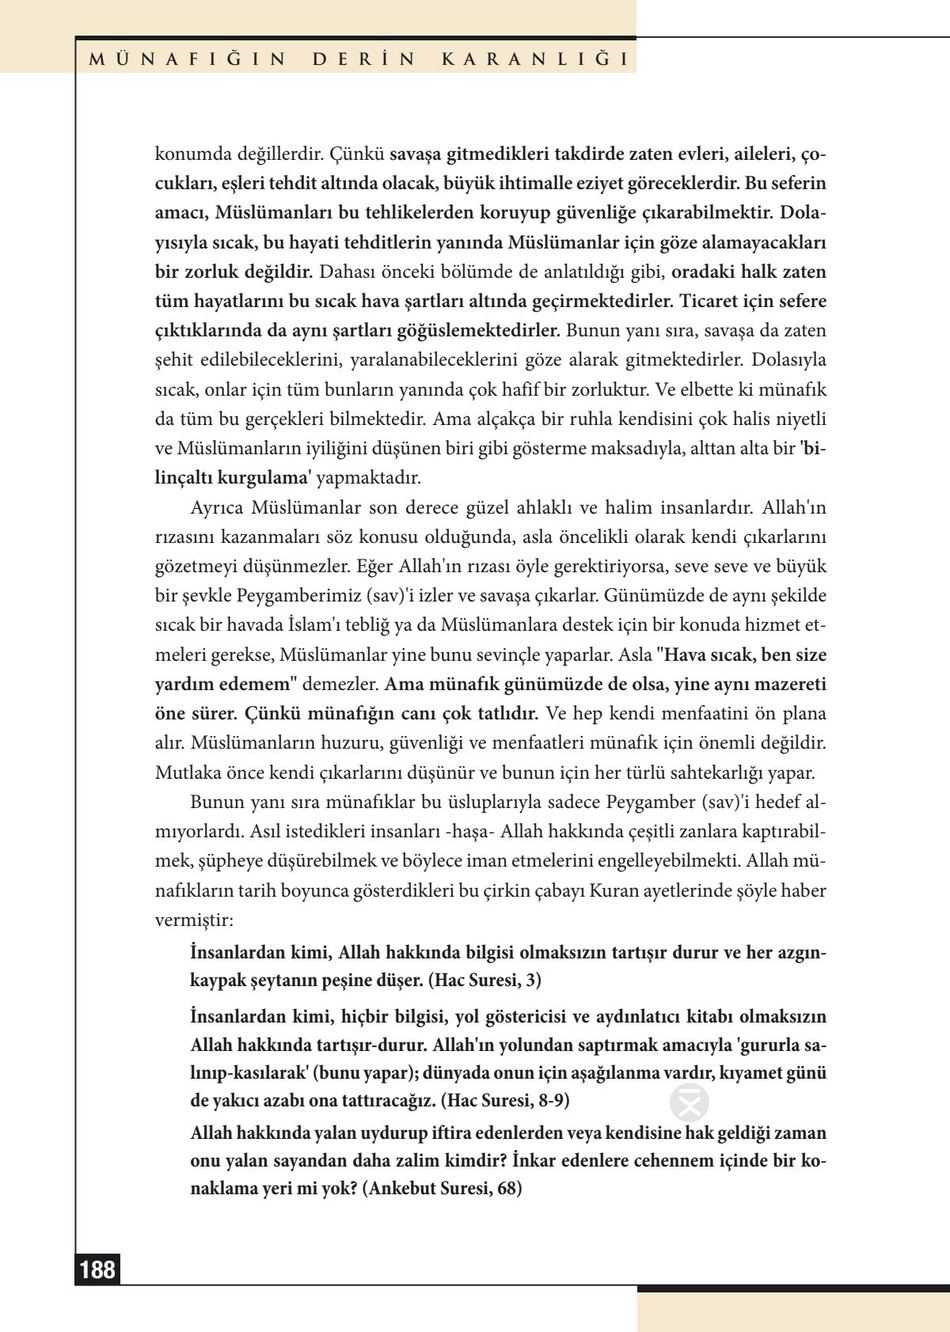 MÜNAFIĞIN DERİN KARANLIĞI
konumda değillerdir. Çünkü savaşa gitmedikleri takdirde zaten evleri, aileleri, ço-
cukları, eşleri tehdit altında olacak, büyük ihtimalle eziyet göreceklerdir. Bu seferin
amacı, Müslümanları bu tehlikelerden koruyup güvenliğe çıkarabilmektir. Dola-
yısıyla sıcak, bu hayati tehditlerin yanında Müslümanlar için göze alamayacakları
bir zorluk değildir. Dahası önceki bölümde de anlatıldığı gibi, oradaki halk zaten
tüm hayatlarını bu sıcak hava şartları altında geçirmektedirler. Ticaret için sefere
çıktıklarında da aynı şartları göğüslemektedirler. Bunun yanı sıra, savaşa da zaten
şehit edilebileceklerini, yaralanabileceklerini göze alarak gitmektedirler. Dolasıyla
sıcak, onlar için tüm bunların yanında çok hafif bir zorluktur. Ve elbette ki münafık
da tüm bu gerçekleri bilmektedir. Ama alçakça bir ruhla kendisini çok halis niyetli
ve Müslümanların iyiliğini düşünen biri gibi gösterme maksadıyla, alttan alta bir 'bi-
linçaltı kurgulama' yapmaktadır.
Ayrıca Müslümanlar son derece güzel ahlaklı ve halim insanlardır. Allah'ın
rızasını kazanmaları söz konusu olduğunda, asla öncelikli olarak kendi çıkarlarını
gözetmeyi düşünmezler. Eğer Allah'ın rızası öyle gerektiriyorsa, seve seve ve büyük
bir şevkle Peygamberimiz (sav)'i izler ve savaşa çıkarlar. Günümüzde de aynı şekilde
sıcak bir havada İslam'ı tebliğ ya da Müslümanlara destek için bir konuda hizmet et-
meleri gerekse, Müslümanlar yine bunu sevinçle yaparlar. Asla "Hava sıcak, ben size
yardım edemem" demezler. Ama münafık günümüzde de olsa, yine aynı mazereti
öne sürer. Çünkü münafığın canı çok tatlıdır. Ve hep kendi menfaatini ön plana
alır. Müslümanların huzuru, güvenliği ve menfaatleri münafık için önemli değildir.
Mutlaka önce kendi çıkarlarını düşünür ve bunun için her türlü sahtekarlığı yapar.
Bunun yanı sıra münafıklar bu üsluplarıyla sadece Peygamber (sav)'i hedef al-
mıyorlardı. Asıl istedikleri insanları -haşa- Allah hakkında çeşitli zanlara kaptırabil-
mek, şüpheye düşürebilmek ve böylece iman etmelerini engelleyebilmekti. Allah mü-
nafıkların tarih boyunca gösterdikleri bu çirkin çabayı Kuran ayetlerinde şöyle haber
vermiştir:
İnsanlardan kimi, Allah hakkında bilgisi olmaksızın tartışır durur ve her azgın-
kaypak şeytanın peşine düşer. (Hac Suresi, 3)
İnsanlardan kimi, hiçbir bilgisi, yol göstericisi ve aydınlatıcı kitabı olmaksızın
Allah hakkında tartışır-durur. Allah'ın yolundan saptırmak amacıyla 'gururla sa-
lınıp-kasılarak' (bunu yapar); dünyada onun için aşağılanma vardır, kıyamet günü
de yakıcı azabı ona tattıracağız. (Hac Suresi, 8-9)
Allah hakkında yalan uydurup iftira edenlerden veya kendisine hak geldiği zaman
onu yalan sayandan daha zalim kimdir? İnkar edenlere cehennem içinde bir ko-
naklama yeri mi yok? (Ankebut Suresi, 68)
188